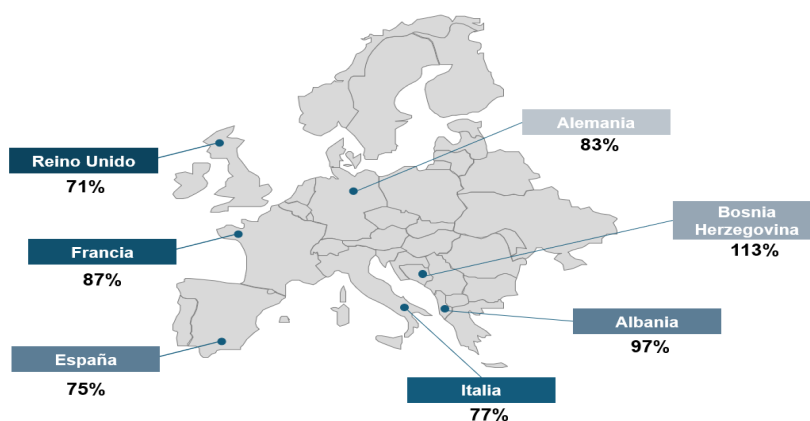 Alemania
83%
Reino Unido
71%
Bosnia
Herzegovina
113%
Francia
87%
Albania
97%
España
75%
Italia
77%